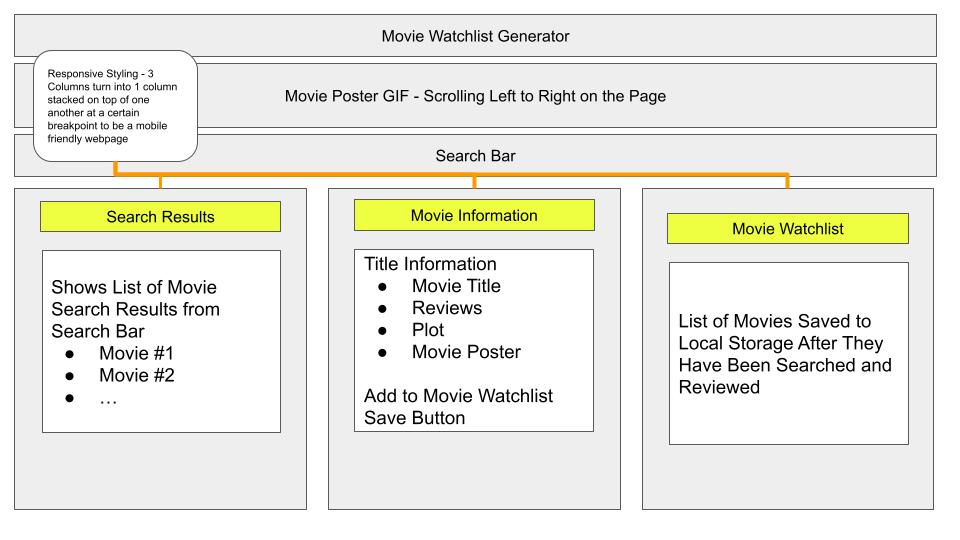 Movie Watchlist Generator
Responsive Styling - 3
Columns turn into 1 column
stacked on top of one
another at a certain
breakpoint to be a mobile
friendly webpage
Movie Poster GIF - Scrolling Left to Right on the Page
Search Bar
Search Results
Shows List of Movie
Search Results from
Search Bar
● Movie #1
● Movie #2
● …
Movie Information
Title Information
● Movie Title
● Reviews
● Plot
● Movie Poster
Add to Movie Watchlist
Save Button
Movie Watchlist
List of Movies Saved to
Local Storage After They
Have Been Searched and
Reviewed